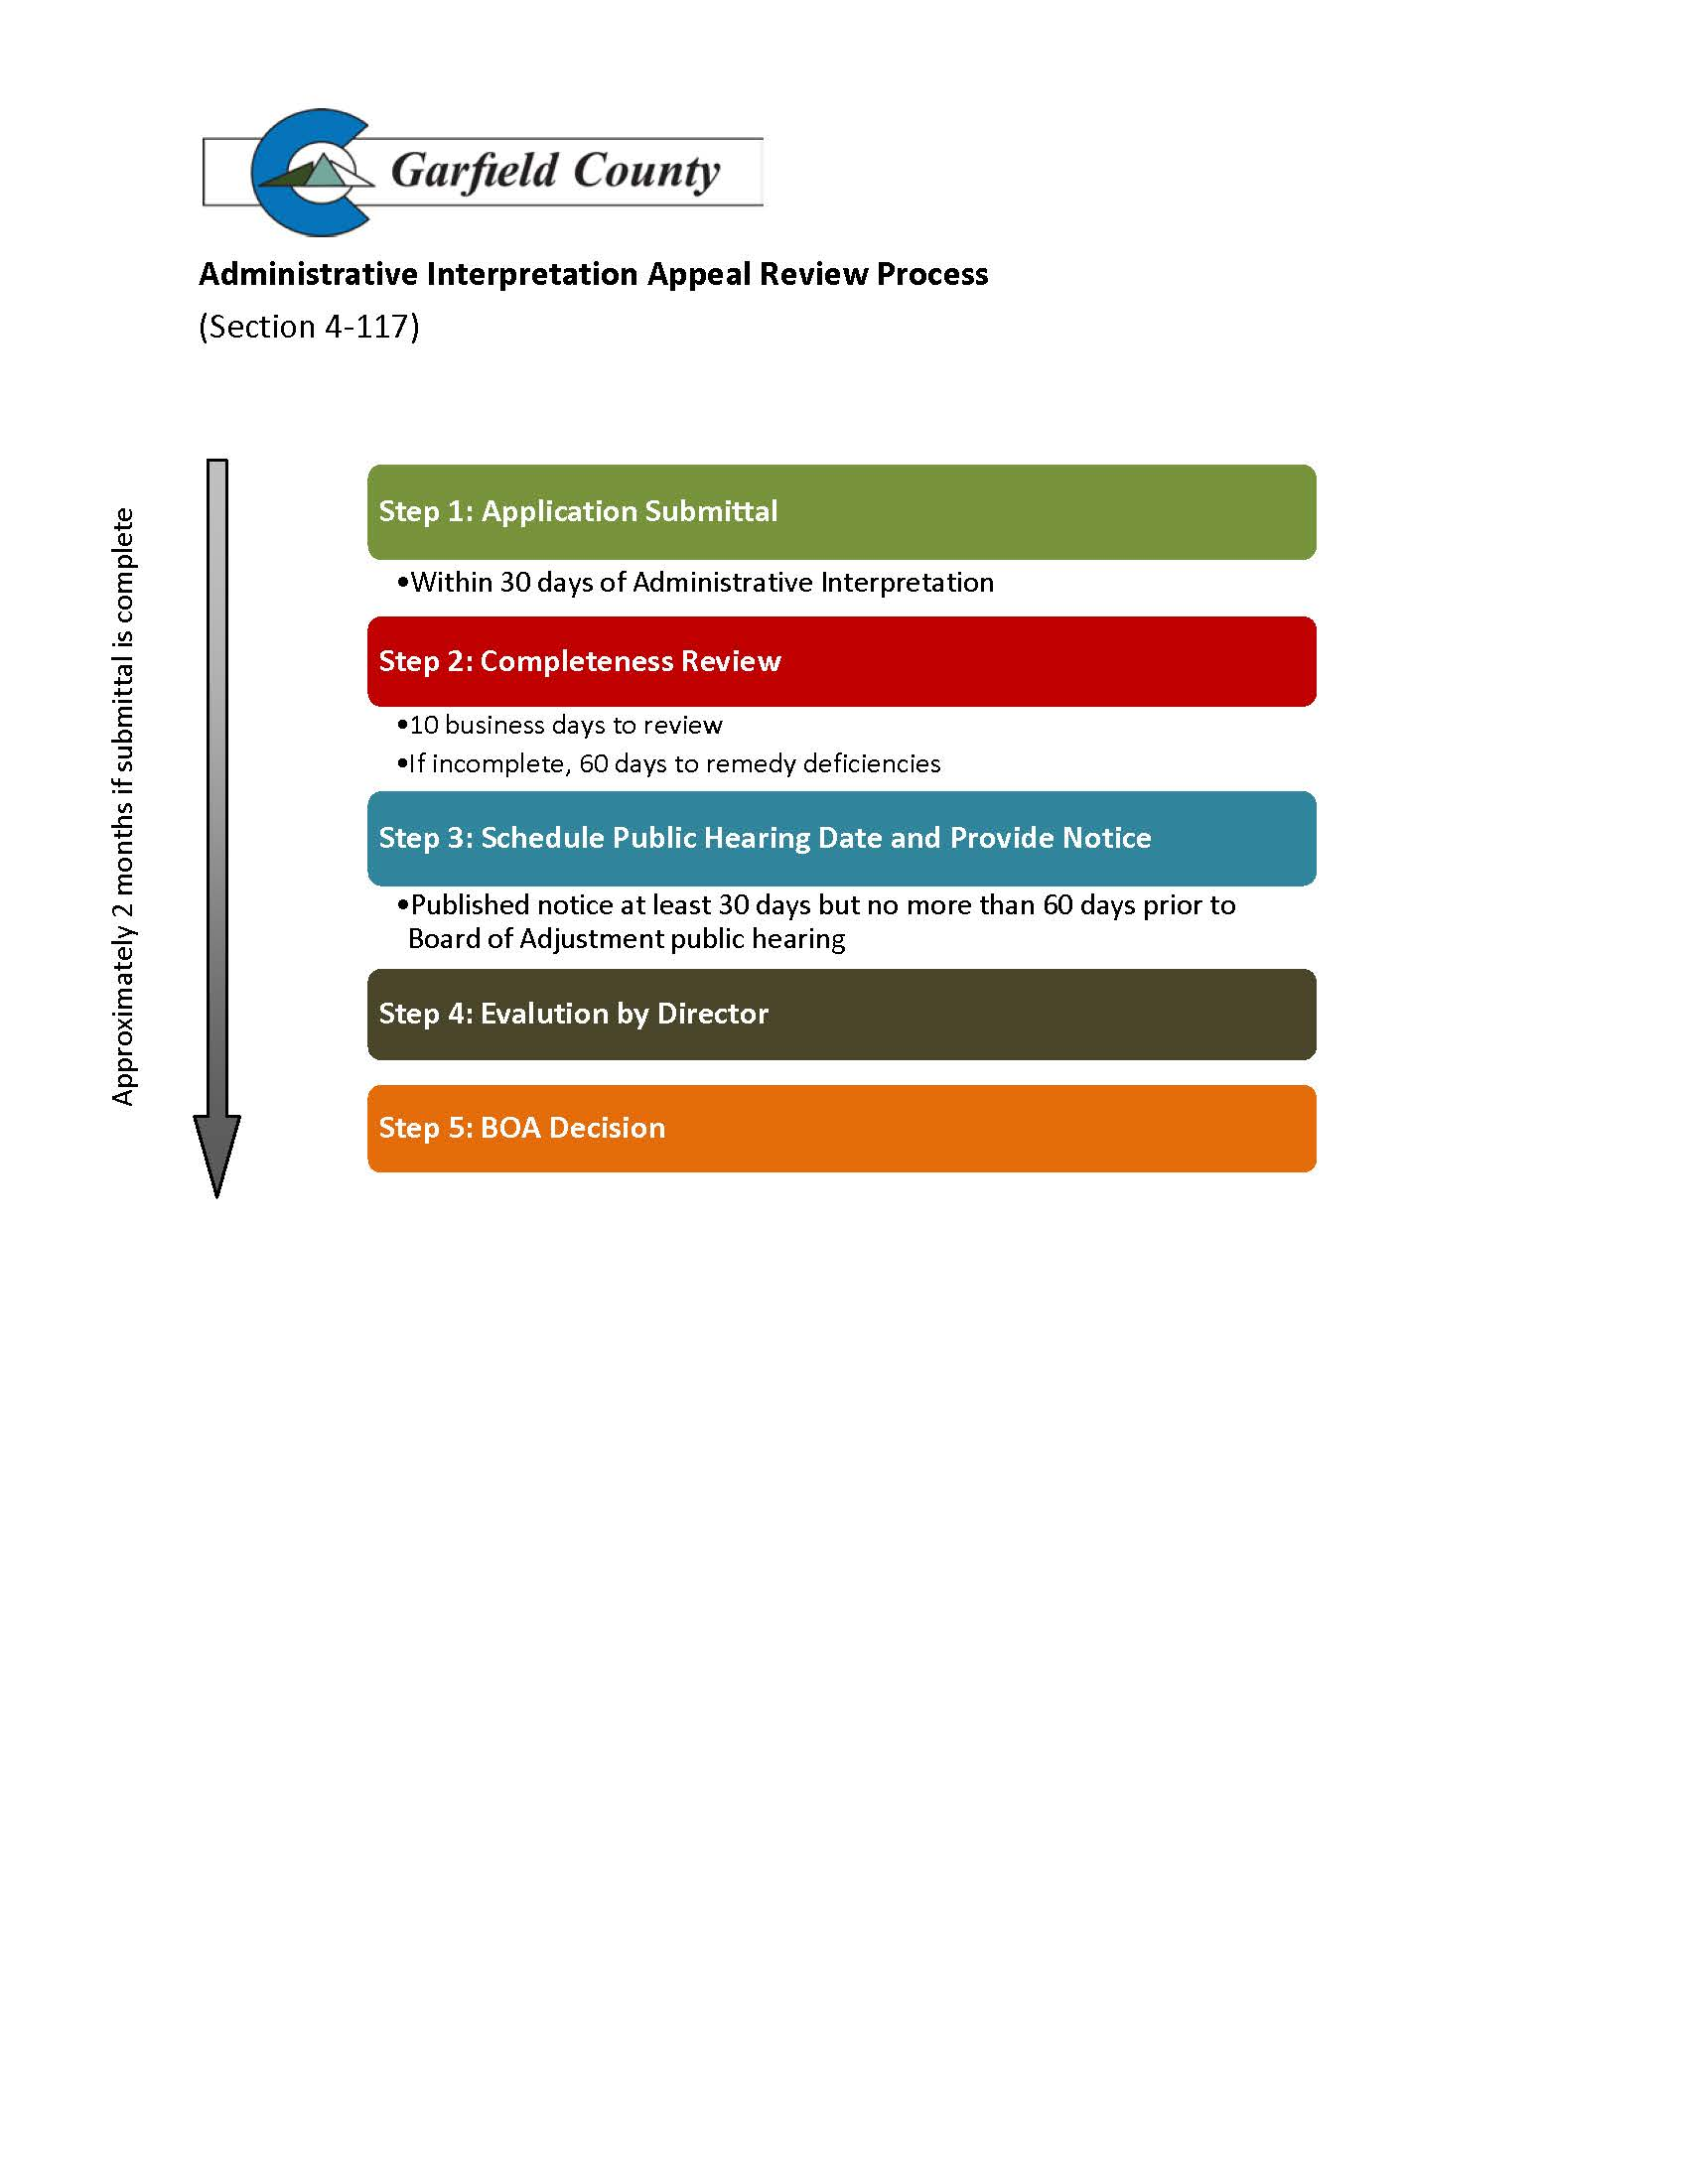 Garfield County
Administrative Interpretation Appeal Review Process
(Section 4-117)
Approximately 2 months if submittal is complete
Step 1: Application Submittal
•Within 30 days of Administrative Interpretation
Step 2: Completeness Review
•10 business days to review
•If incomplete, 60 days to remedy deficiencies
Step 3: Schedule Public Hearing Date and Provide Notice
•Published notice at least 30 days but no more than 60 days prior to
Board of Adjustment public hearing
Step 4: Evalution by Director
Step 5: BOA Decision